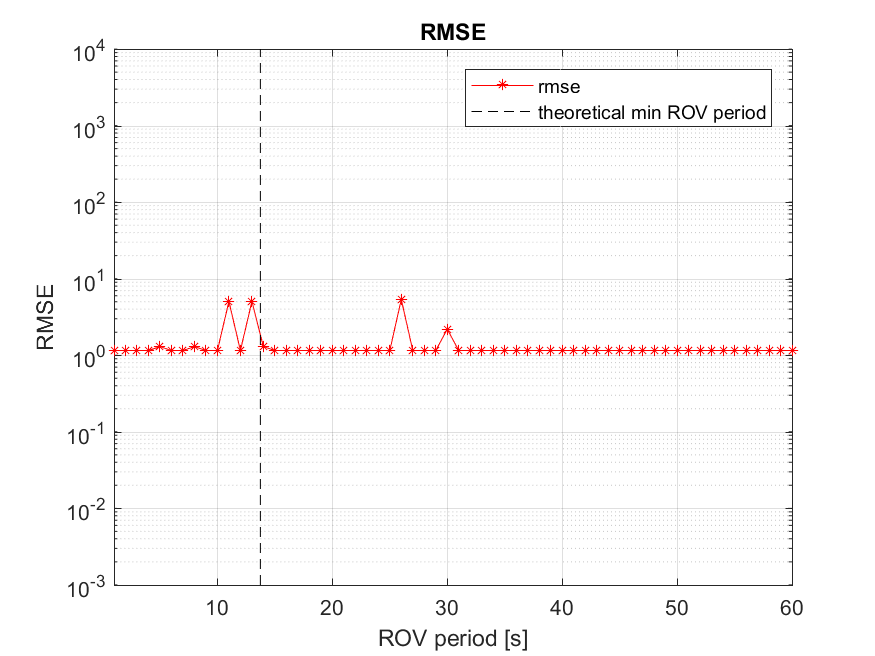 RMSE
10^4
10^3
10^2
10^1
10^0
10^-1
10^-2
10^-3
RMSE
rmse
theoretical min ROV period
10 20 30 40 50 60
ROV period [s]